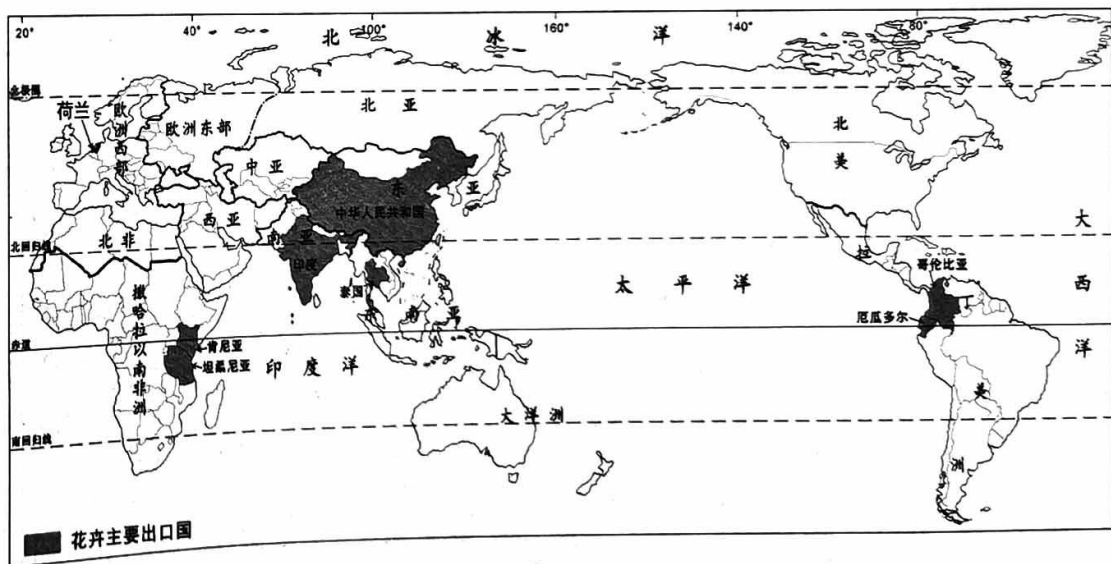 20° 40° 100° 160° 140° 80°
北冰洋
北极圈
荷兰
欧洲西部
欧洲东部
北亚
北美
中亚
东亚
中华人民共和国
西亚
南亚
北非
北回归线
印度
泰国
东南亚
太平洋
大西洋
拉
哥伦比亚
厄瓜多尔
撒哈拉以南非洲
赤道
肯尼亚
坦桑尼亚
印度洋
大洋洲
美
洲
南回归线
花卉主要出口国